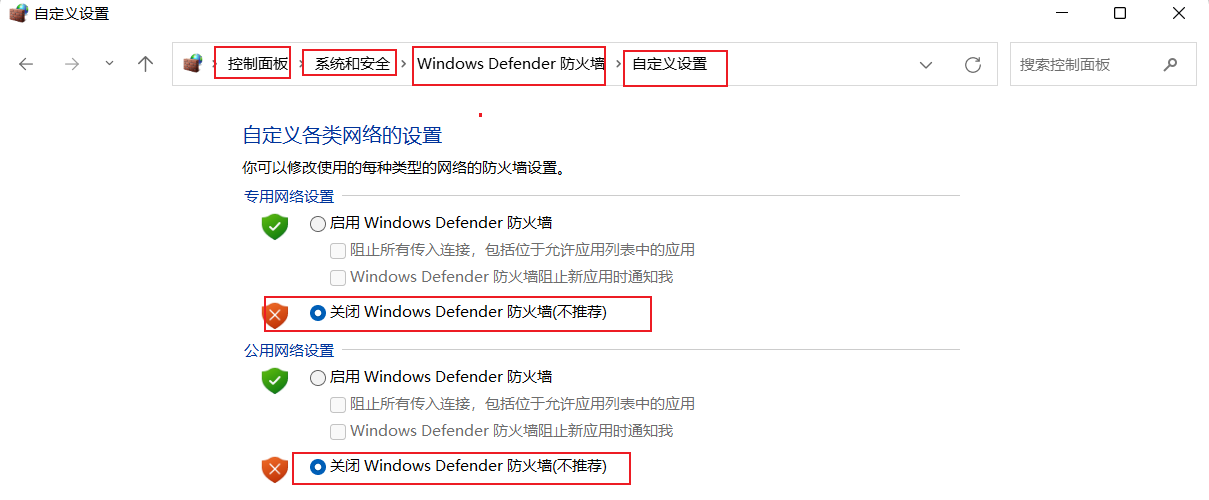 自定义设置
控制面板 › 系统和安全 › Windows Defender 防火墙 › 自定义设置 搜索控制面板
自定义各类网络的设置
你可以修改使用的每种类型的网络的防火墙设置。
专用网络设置
启用 Windows Defender 防火墙
阻止所有传入连接，包括位于允许应用列表中的应用
Windows Defender 防火墙阻止新应用时通知我
关闭 Windows Defender 防火墙(不推荐)
公用网络设置
启用 Windows Defender 防火墙
阻止所有传入连接，包括位于允许应用列表中的应用
Windows Defender 防火墙阻止新应用时通知我
关闭 Windows Defender 防火墙(不推荐)